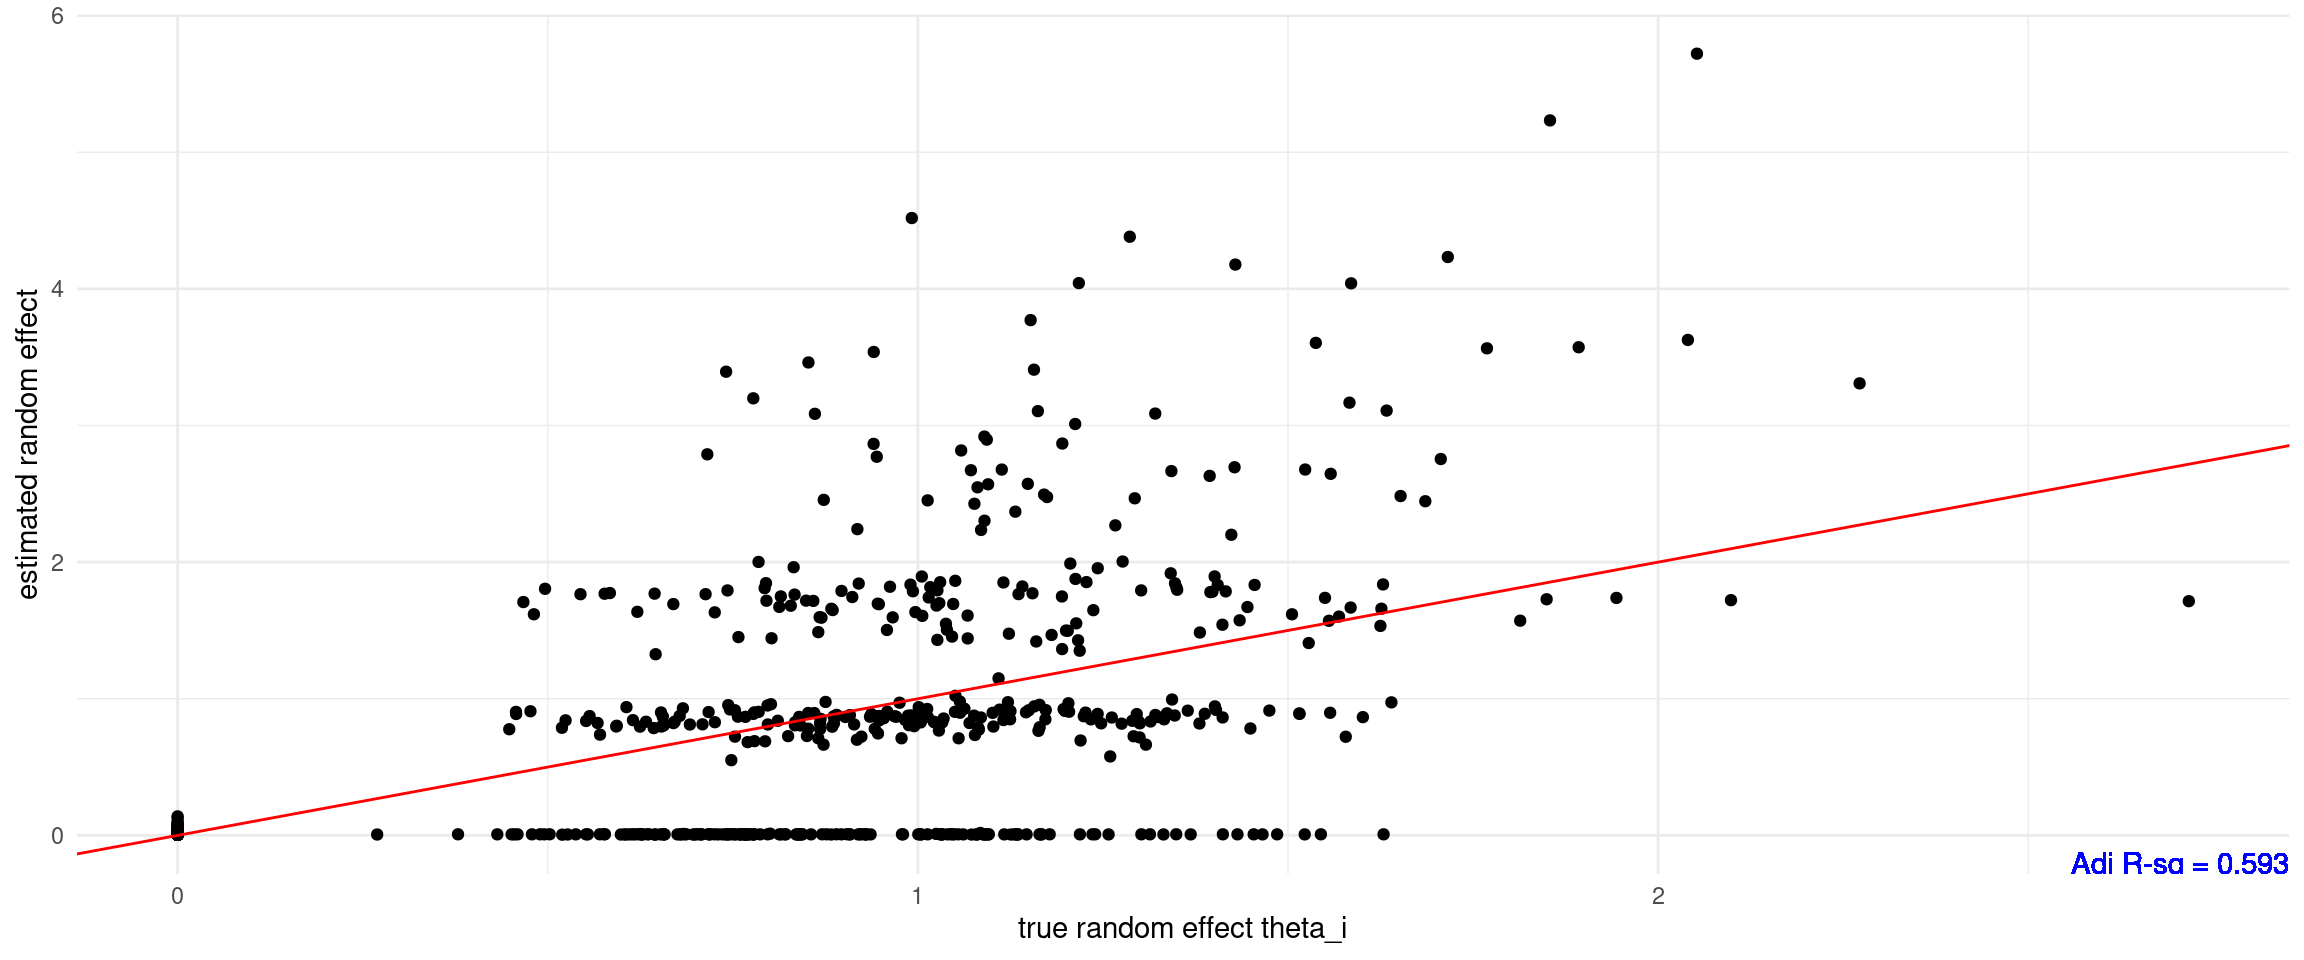 6
4
2
0
estimated random effect
0 1 2
true random effect theta_i
Adj R-sq = 0.593